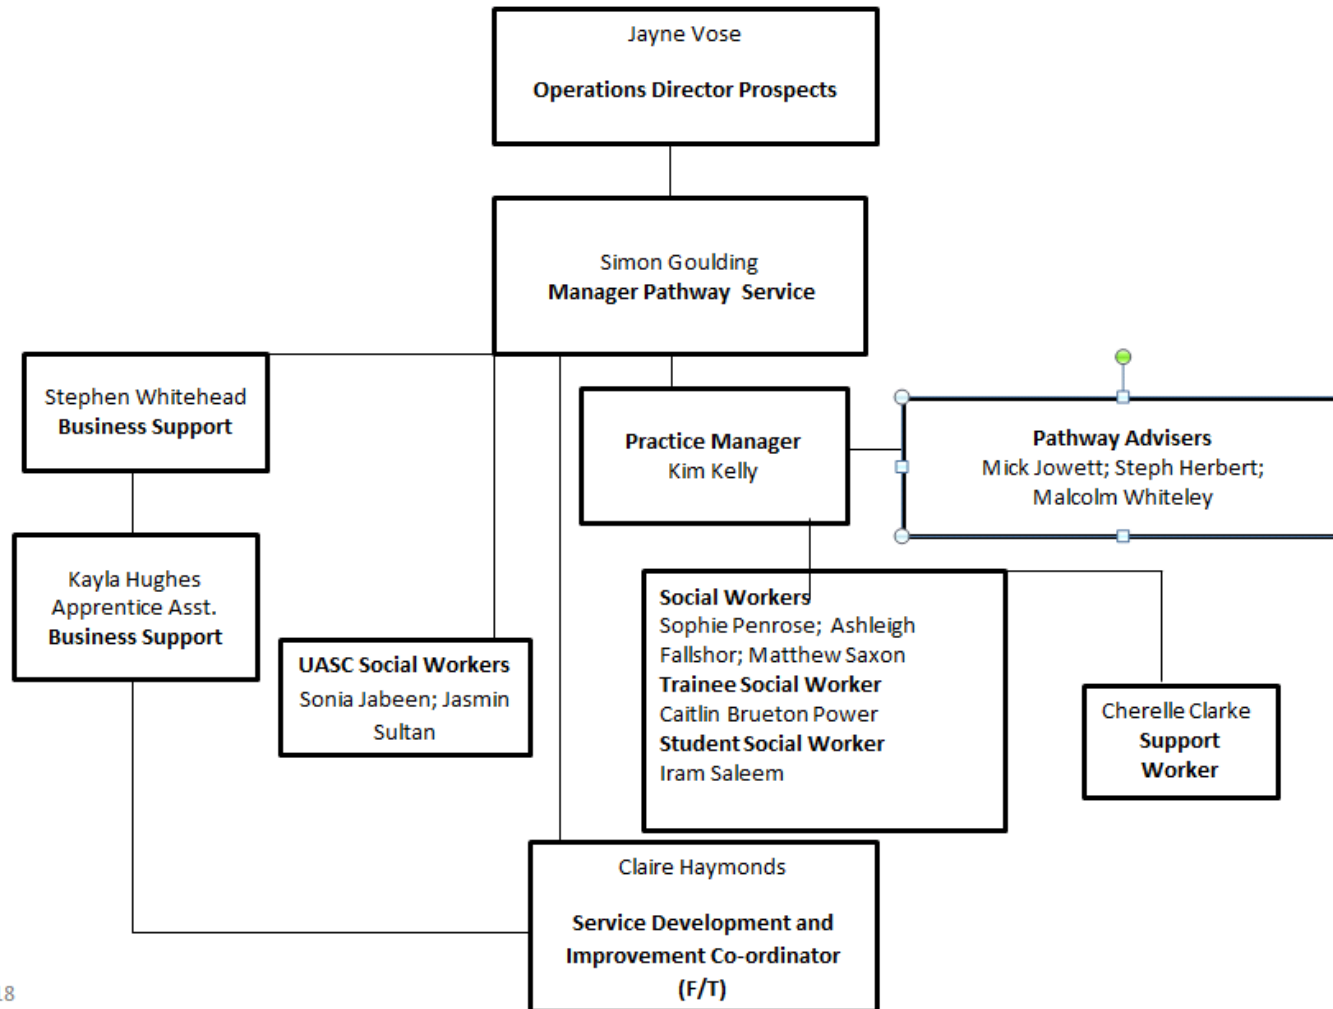 Jayne Vose
Operations Director Prospects
Simon Goulding
Manager Pathway Service
Stephen Whitehead
Business Support
Practice Manager
Kim Kelly
Pathway Advisers
Mick Jowett; Steph Herbert;
Malcolm Whiteley
Kayla Hughes
Apprentice Asst.
Business Support
UASC Social Workers
Sonia Jabeen; Jasmin
Sultan
Social Workers
Sophie Penrose; Ashleigh
Fallshor; Matthew Saxon
Trainee Social Worker
Caitlin Brueton Power
Student Social Worker
Iram Saleem
Cherelle Clarke
Support
Worker
Claire Haymonds
Service Development and
Improvement Co-ordinator
(F/T)
18